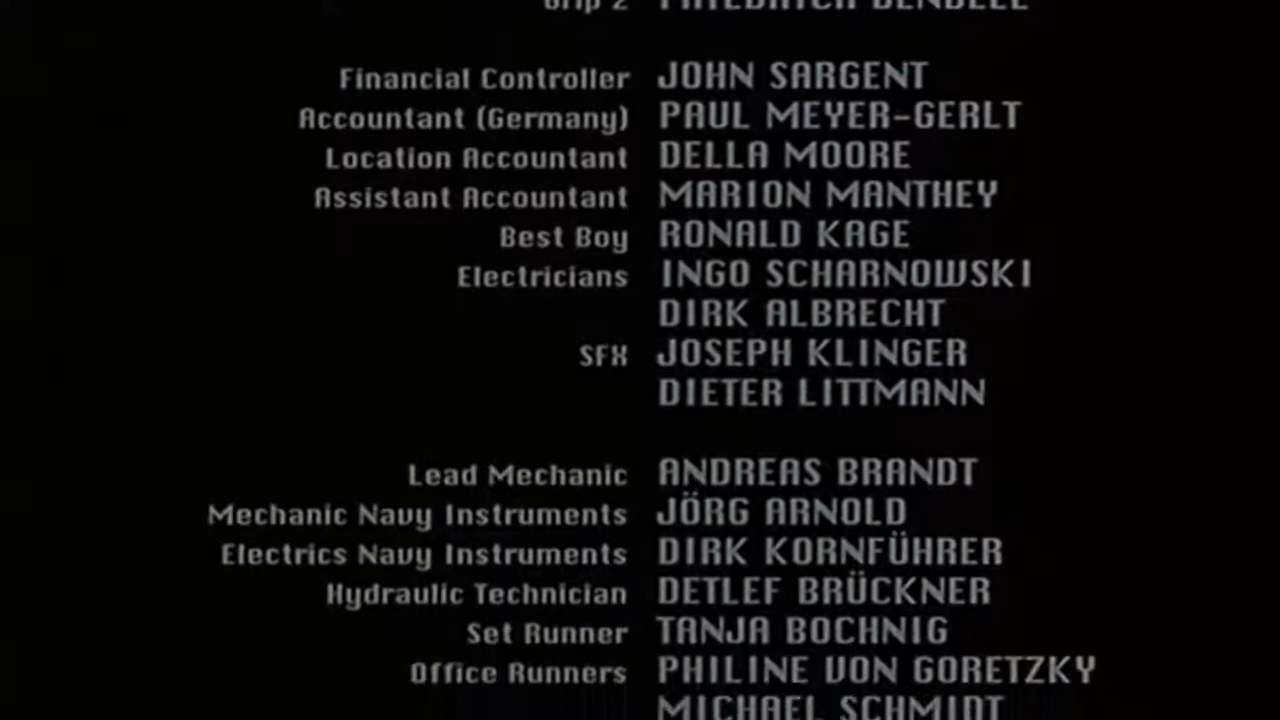 Grip 2
Financial Controller JOHN SARGENT
Accountant (Germany) PAUL MEYER-GERLT
Location Accountant DELLA MOORE
Assistant Accountant MARION MANTHEY
Best Boy RONALD KAGE
Electricians INGO SCHARNOWSKI
DIRK ALBRECHT
SFX JOSEPH KLINGER
DIETER LITTMANN
Lead Mechanic ANDREAS BRANDT
Mechanic Navy Instruments JÖRG ARNOLD
Electrics Navy Instruments DIRK KORNFÜHRER
Hydraulic Technician DETLEF BRÜCKNER
Set Runner TANJA BOCHNIG
Office Runners PHILINE VON GORETZKY
MICHAEL SCHMIDT